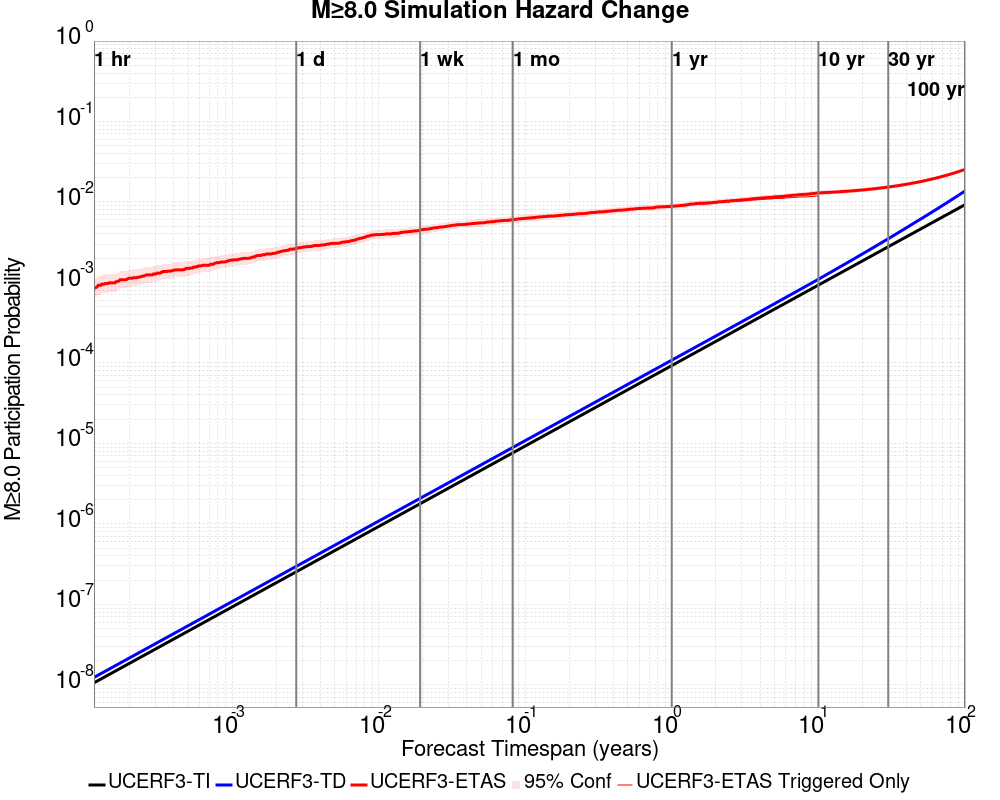 M≥8.0 Simulation Hazard Change
10^0
10^-1
10^-2
10^-3
10^-4
10^-5
10^-6
10^-7
10^-8
M≥8.0 Participation Probability
1 hr 1 d 1 wk 1 mo 1 yr 10 yr 30 yr
100 yr
10^-3 10^-2 10^-1 10^0 10^1 10^2
Forecast Timespan (years)
UCERF3-TI UCERF3-TD UCERF3-ETAS 95% Conf UCERF3-ETAS Triggered Only